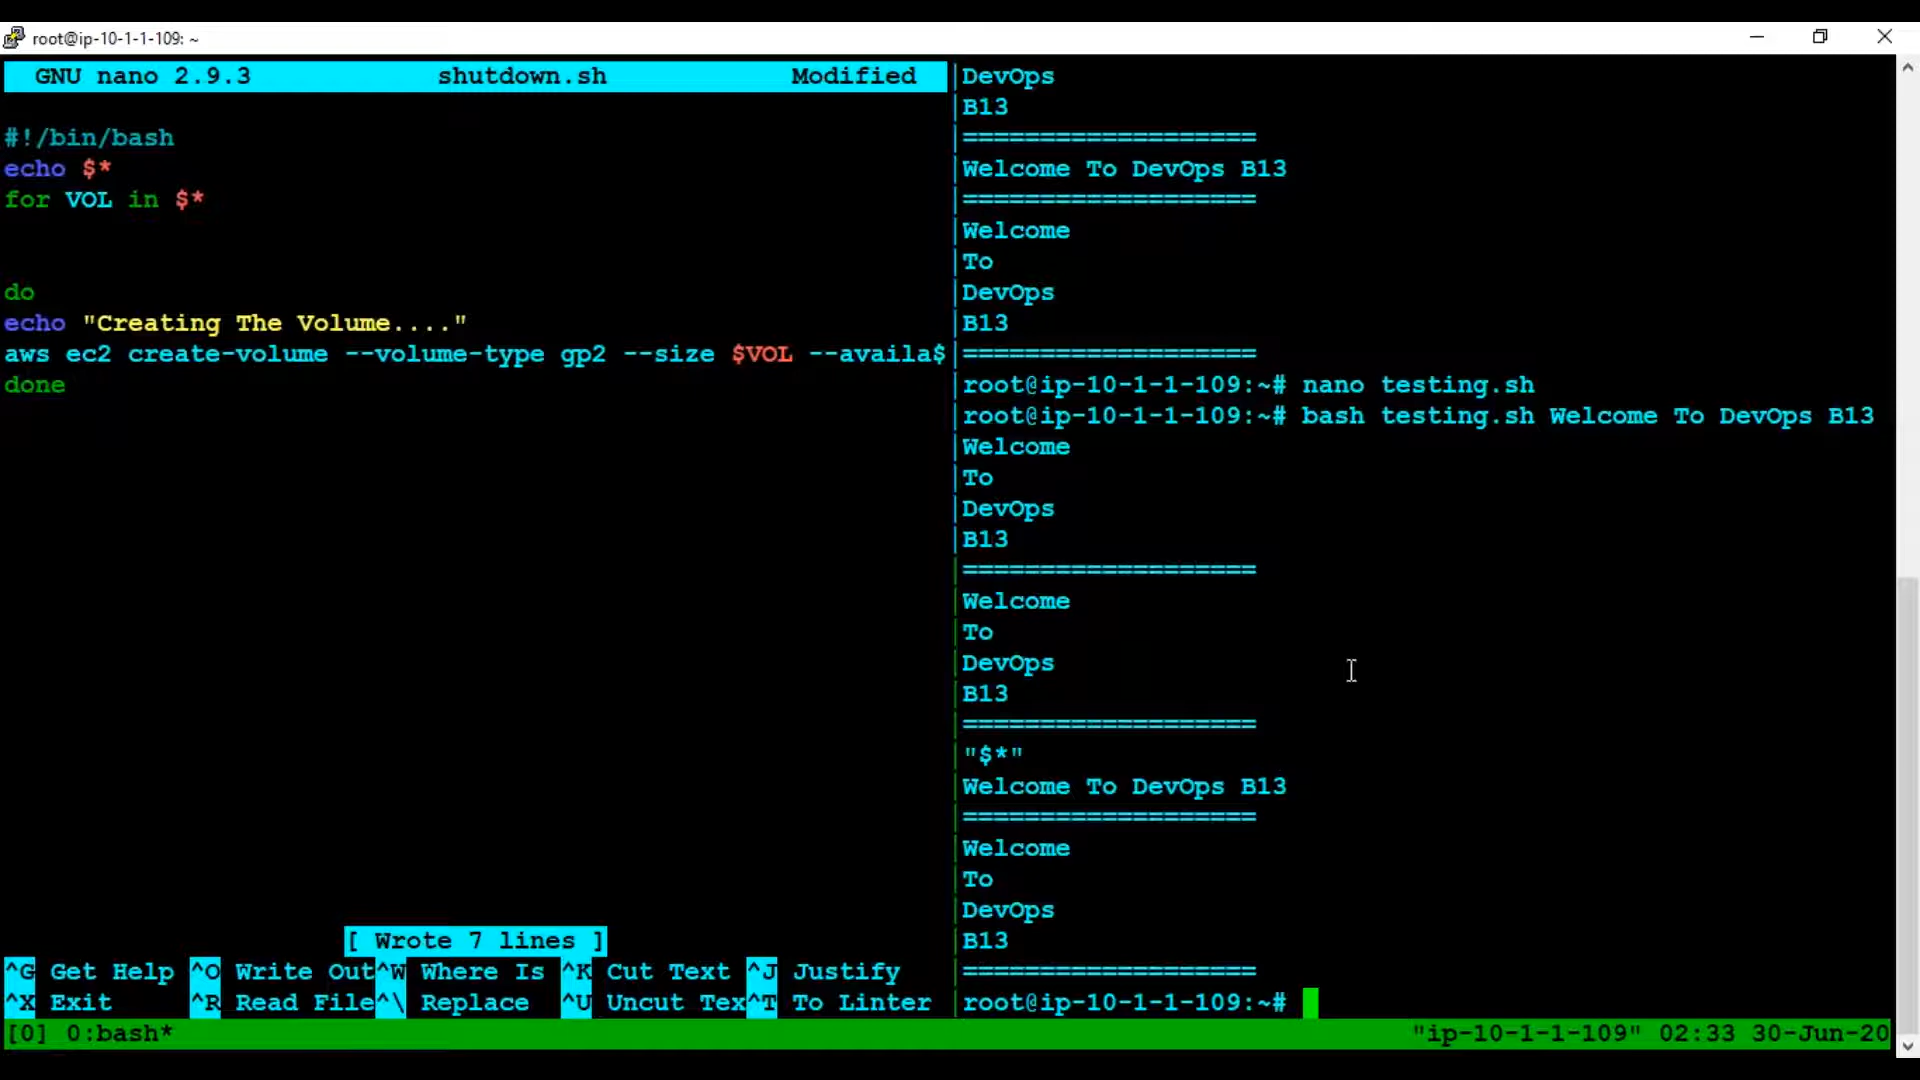 root@ip-10-1-1-109: ~
GNU nano 2.9.3 shutdown.sh Modified
#!/bin/bash
echo $*
for VOL in $*
do
echo "Creating The Volume...."
aws ec2 create-volume --volume-type gp2 --size $VOL --availa$
done
[ Wrote 7 lines ]
^G Get Help ^O Write Out^W Where Is ^K Cut Text ^J Justify
^X Exit ^R Read File^\ Replace ^U Uncut Tex^T To Linter
DevOps
B13
===================
Welcome To DevOps B13
===================
Welcome
To
DevOps
B13
===================
root@ip-10-1-1-109:~# nano testing.sh
root@ip-10-1-1-109:~# bash testing.sh Welcome To DevOps B13
Welcome
To
DevOps
B13
===================
Welcome
To
DevOps
B13
===================
"$*"
Welcome To DevOps B13
===================
Welcome
To
DevOps
B13
===================
root@ip-10-1-1-109:~#
[0] 0:bash* "ip-10-1-1-109" 02:33 30-Jun-20